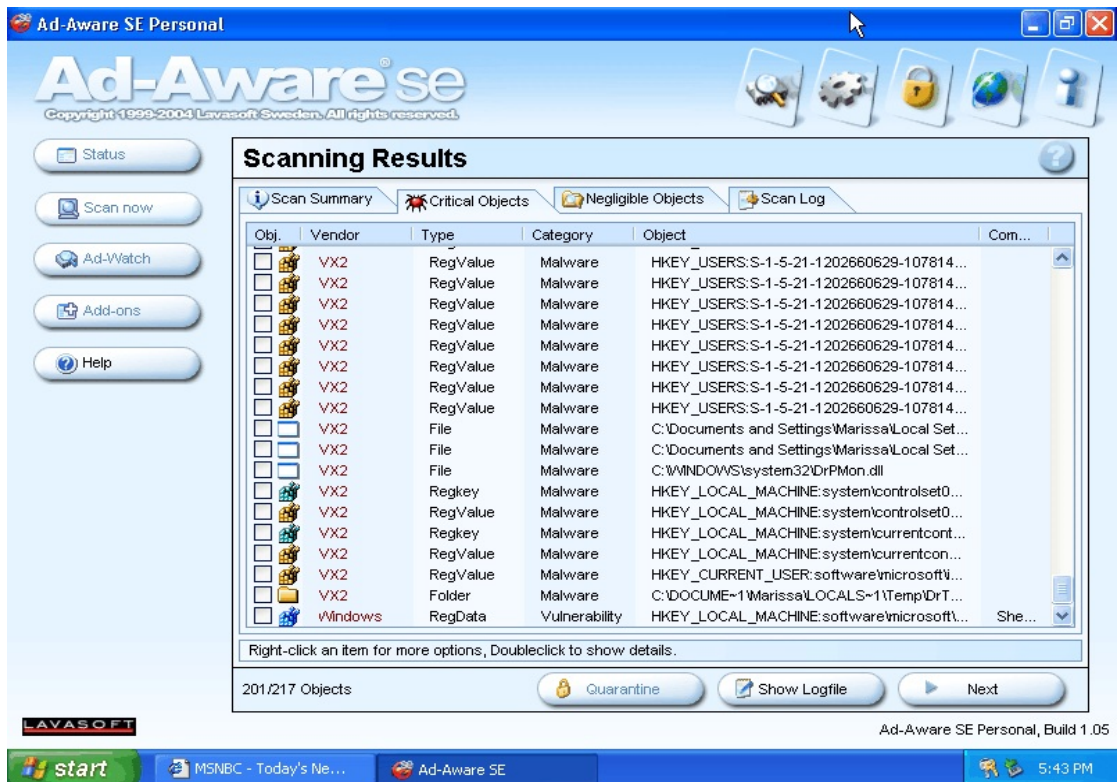 Ad-Aware SE Personal
Ad-Aware® se
Copyright 1999-2004 Lavasoft Sweden. All rights reserved.
Status
Scan now
Ad-Watch
Add-ons
Help
Scanning Results
Scan Summary
Critical Objects
Negligible Objects
Scan Log
Obj. Vendor Type Category Object Com...
VX2 RegValue Malware HKEY_USERS:S-1-5-21-1202660629-107814...
VX2 RegValue Malware HKEY_USERS:S-1-5-21-1202660629-107814...
VX2 RegValue Malware HKEY_USERS:S-1-5-21-1202660629-107814...
VX2 RegValue Malware HKEY_USERS:S-1-5-21-1202660629-107814...
VX2 RegValue Malware HKEY_USERS:S-1-5-21-1202660629-107814...
VX2 RegValue Malware HKEY_USERS:S-1-5-21-1202660629-107814...
VX2 RegValue Malware HKEY_USERS:S-1-5-21-1202660629-107814...
VX2 RegValue Malware HKEY_USERS:S-1-5-21-1202660629-107814...
VX2 File Malware C:\Documents and Settings\Marissa\Local Set...
VX2 File Malware C:\Documents and Settings\Marissa\Local Set...
VX2 File Malware C:\WINDOWS\system32\DrPMon.dll
VX2 Regkey Malware HKEY_LOCAL_MACHINE:system\controlset0...
VX2 RegValue Malware HKEY_LOCAL_MACHINE:system\controlset0...
VX2 Regkey Malware HKEY_LOCAL_MACHINE:system\currentcont...
VX2 RegValue Malware HKEY_LOCAL_MACHINE:system\currentcon...
VX2 RegValue Malware HKEY_CURRENT_USER:software\microsoft\i...
VX2 Folder Malware C:\DOCUME~1\Marissa\LOCALS~1\Temp\DrT...
Windows RegData Vulnerability HKEY_LOCAL_MACHINE:software\microsoft\... She...
Right-click an item for more options, Doubleclick to show details.
201/217 Objects
Quarantine
Show Logfile
Next
LAVASOFT
Ad-Aware SE Personal, Build 1.05
start
MSNBC - Today's Ne...
Ad-Aware SE
5:43 PM